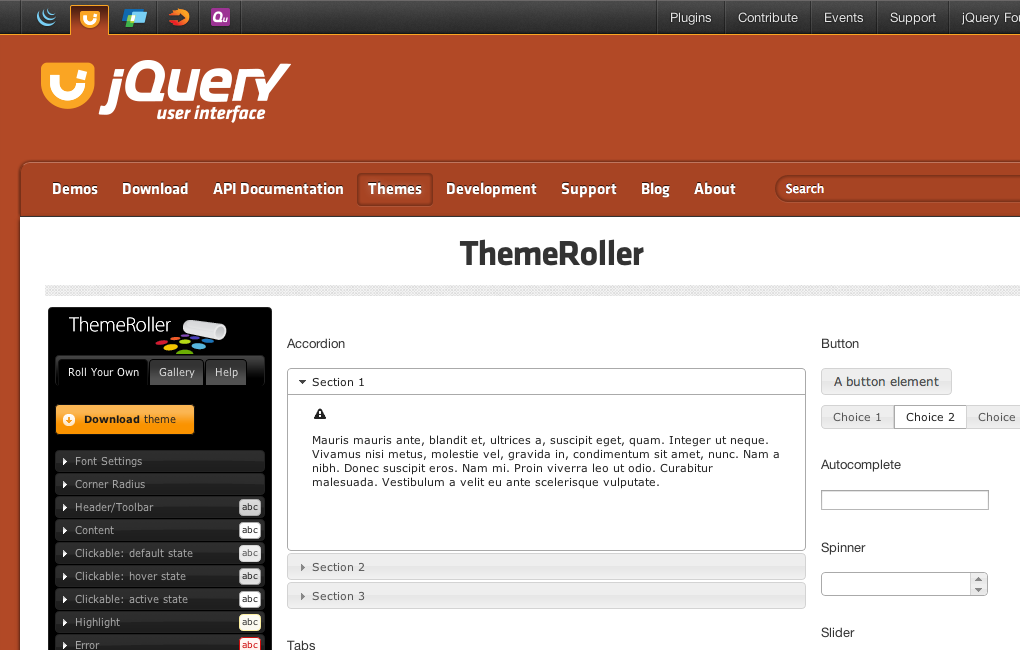 Qu
Plugins
Contribute
Events
Support
jQuery Fou
jQuery
user interface
Demos
Download
API Documentation
Themes
Development
Support
Blog
About
Search
ThemeRoller
ThemeRoller
Roll Your Own
Gallery
Help
Download theme
Font Settings
Corner Radius
Header/Toolbar abc
Content abc
Clickable: default state abc
Clickable: hover state abc
Clickable: active state abc
Highlight abc
Error abc
Accordion
Section 1
Mauris mauris ante, blandit et, ultrices a, suscipit eget, quam. Integer ut neque.
Vivamus nisi metus, molestie vel, gravida in, condimentum sit amet, nunc. Nam a
nibh. Donec suscipit eros. Nam mi. Proin viverra leo ut odio. Curabitur
malesuada. Vestibulum a velit eu ante scelerisque vulputate.
Section 2
Section 3
Tabs
Button
A button element
Choice 1
Choice 2
Choice
Autocomplete
Spinner
Slider